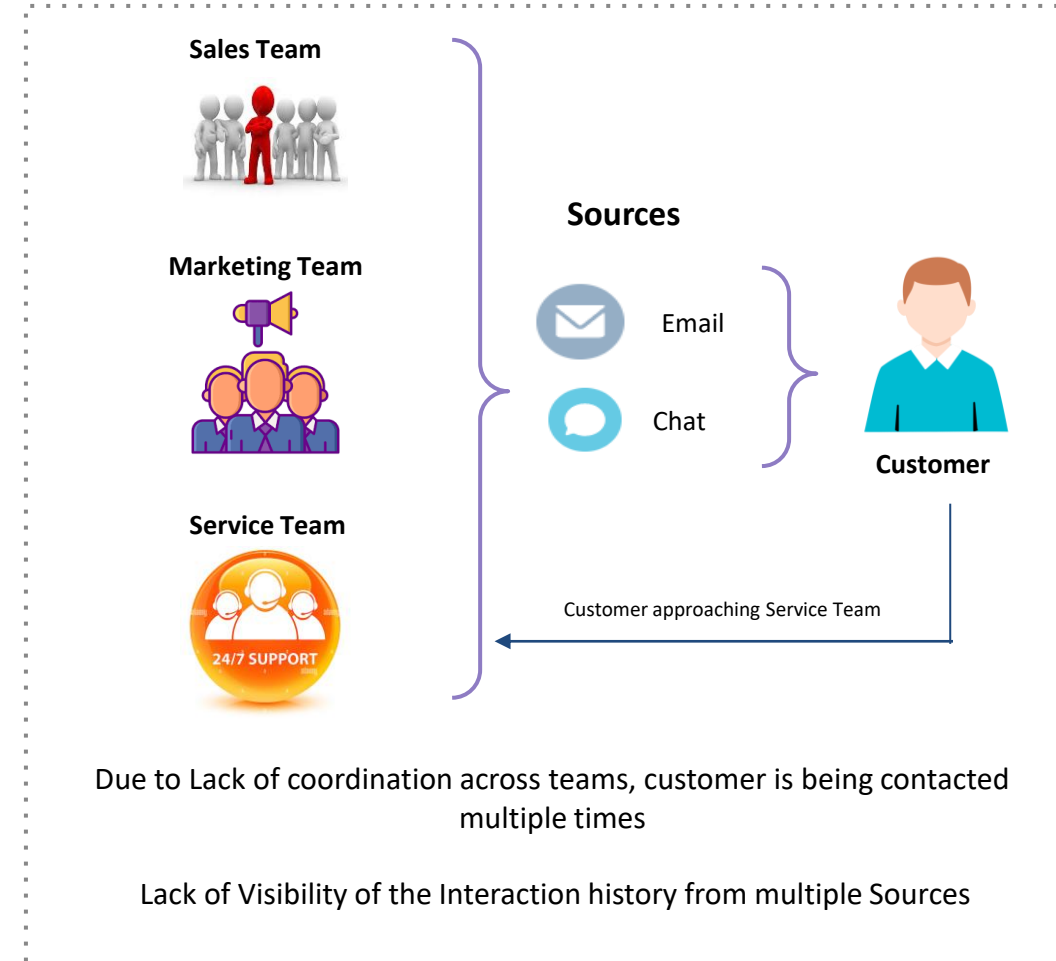 Sales Team
Marketing Team
Service Team
24/7 SUPPORT
Sources
Email
Chat
Customer
Customer approaching Service Team
Due to Lack of coordination across teams, customer is being contacted
multiple times
Lack of Visibility of the Interaction history from multiple Sources